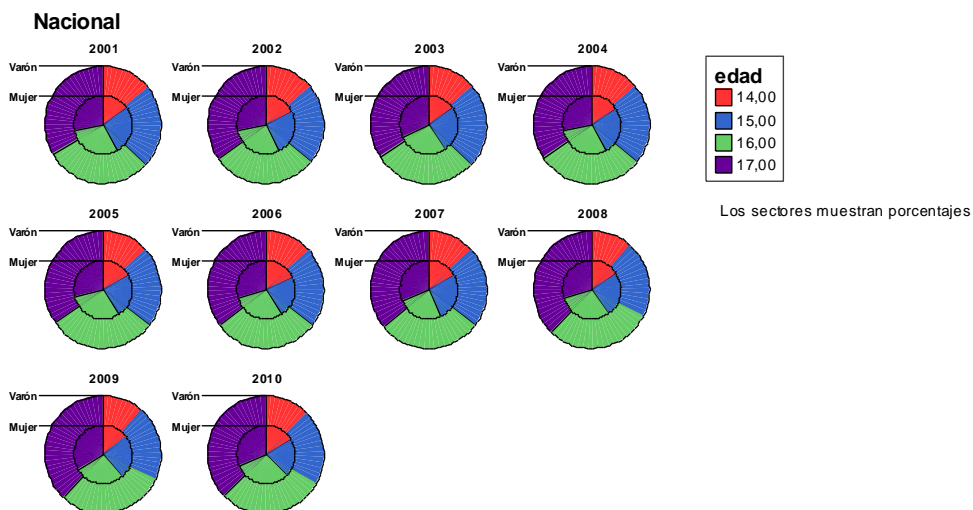 Nacional
2001
Varón
Mujer
2002
Varón
Mujer
2003
Varón
Mujer
2004
Varón
Mujer
2005
Varón
Mujer
2006
Varón
Mujer
2007
Varón
Mujer
2008
Varón
Mujer
2009
Varón
Mujer
2010
Varón
Mujer
edad
14,00
15,00
16,00
17,00
Los sectores muestran porcentajes